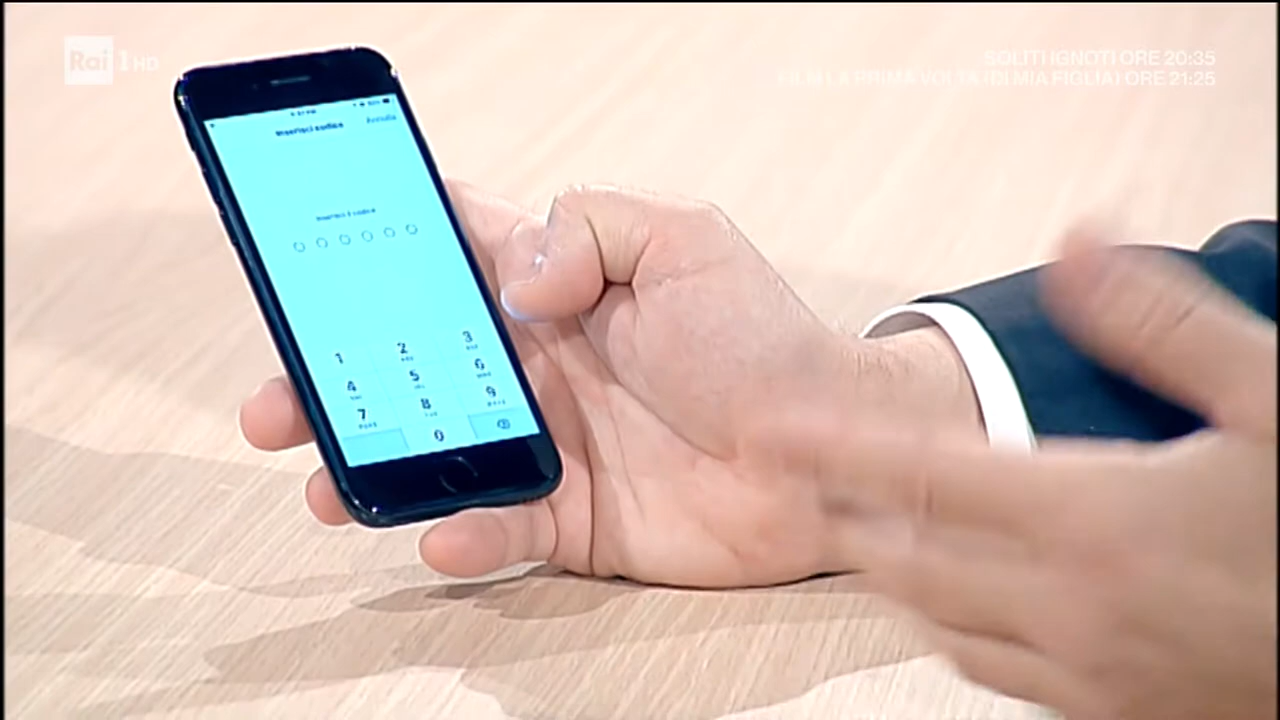 Rai 1 HD
SOLITI IGNOTI ORE 20:35
FILM LA PRIMA VOLTA (DI MIA FIGLIA) ORE 21:25
Inserisci codice
Annulla
Inserisci il codice
1 2 3
4 5 6
7 8 9
0